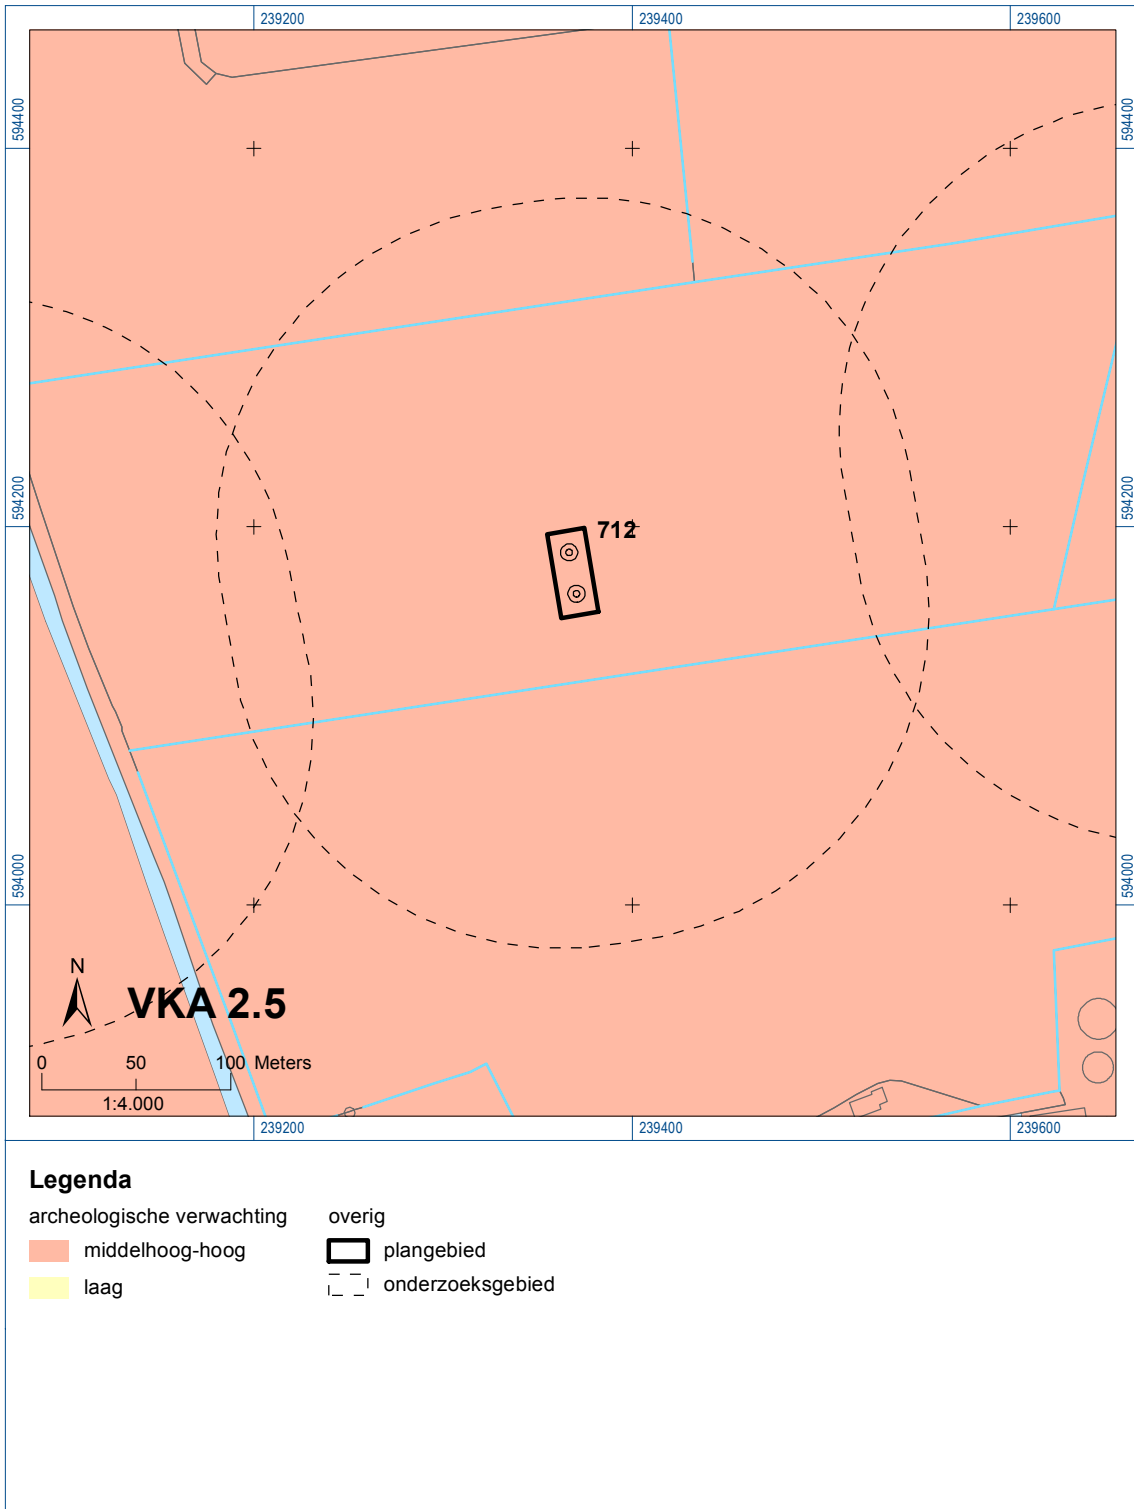 239200 239400 239600
594400 594400
594200 594200
712
594000 594000
N
VKA 2.5
0 50 100 Meters
1:4.000
239200 239400 239600
Legenda
archeologische verwachting overig
middelhoog-hoog plangebied
laag onderzoeksgebied